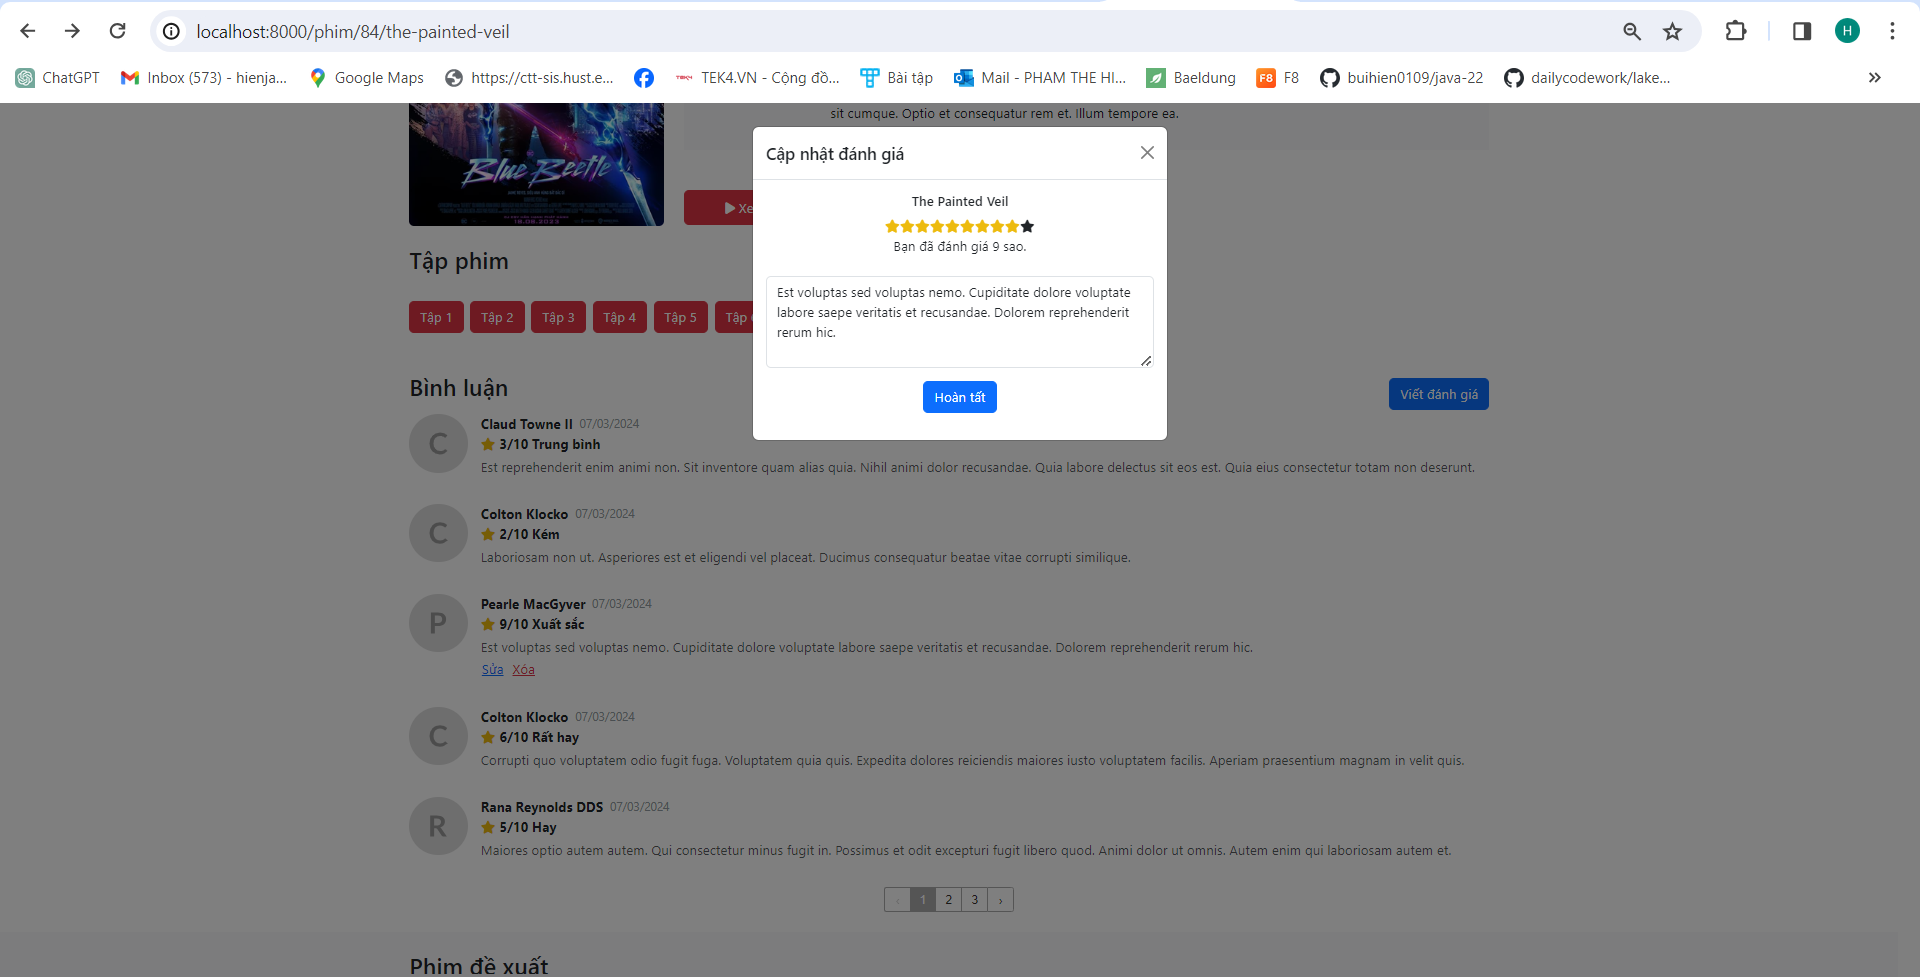 localhost:8000/phim/84/the-painted-veil
H
ChatGPT
Inbox (573) - hienja...
Google Maps
https://ctt-sis.hust.e...
TEK4.VN - Cộng đồ...
Bài tập
Mail - PHAM THE HI...
Baeldung
F8 F8
buihien0109/java-22
dailycodework/lake...
»
sit cumque. Optio et consequatur rem et. Illum tempore ea.
Blue Beetle
18.08.2023
Xe
Cập nhật đánh giá
The Painted Veil
Bạn đã đánh giá 9 sao.
Est voluptas sed voluptas nemo. Cupiditate dolore voluptate
labore saepe veritatis et recusandae. Dolorem reprehenderit
rerum hic.
Hoàn tất
Tập phim
Tập 1
Tập 2
Tập 3
Tập 4
Tập 5
Tập
Bình luận
Viết đánh giá
C
Claud Towne II 07/03/2024
3/10 Trung bình
Est reprehenderit enim animi non. Sit inventore quam alias quia. Nihil animi dolor recusandae. Quia labore delectus sit eos est. Quia eius consectetur totam non deserunt.
C
Colton Klocko 07/03/2024
2/10 Kém
Laboriosam non ut. Asperiores est et eligendi vel placeat. Ducimus consequatur beatae vitae corrupti similique.
P
Pearle MacGyver 07/03/2024
9/10 Xuất sắc
Est voluptas sed voluptas nemo. Cupiditate dolore voluptate labore saepe veritatis et recusandae. Dolorem reprehenderit rerum hic.
Sửa Xóa
C
Colton Klocko 07/03/2024
6/10 Rất hay
Corrupti quo voluptatem odio fugit fuga. Voluptatem quia quis. Expedita dolores reiciendis maiores iusto voluptatem facilis. Aperiam praesentium magnam in velit quis.
R
Rana Reynolds DDS 07/03/2024
5/10 Hay
Maiores optio autem autem. Qui consectetur minus fugit in. Possimus et odit excepturi fugit libero quod. Animi dolor ut omnis. Autem enim qui laboriosam autem et.
‹ 1 2 3 ›
Phim đề xuất